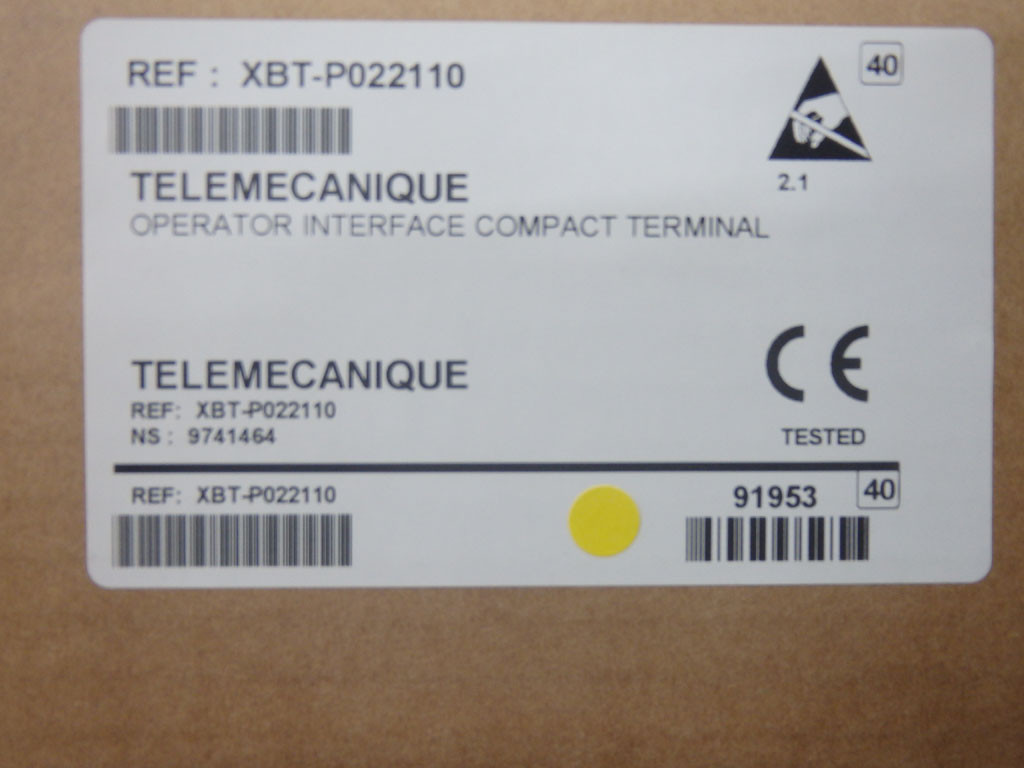 REF : XBT-P022110
40
2.1
TELEMECANIQUE
OPERATOR INTERFACE COMPACT TERMINAL
CE
TELEMECANIQUE
REF: XBT-P022110
NS : 9741464
TESTED
REF: XBT-P022110
91953
40